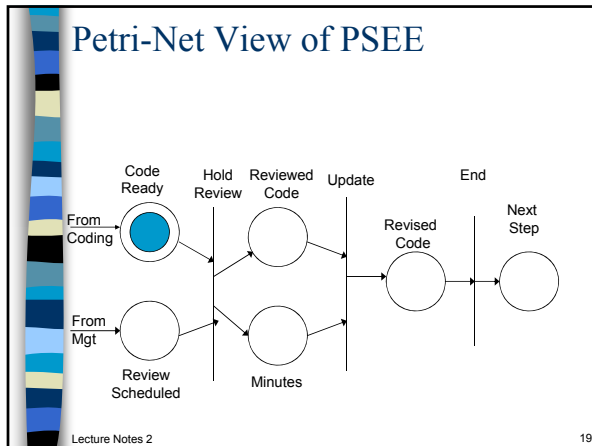 Petri-Net View of PSEE
Code
Ready
Hold
Review
Reviewed
Code
Update
End
From
Coding
Revised
Code
Next
Step
From
Mgt
Review
Scheduled
Minutes
Lecture Notes 2
19